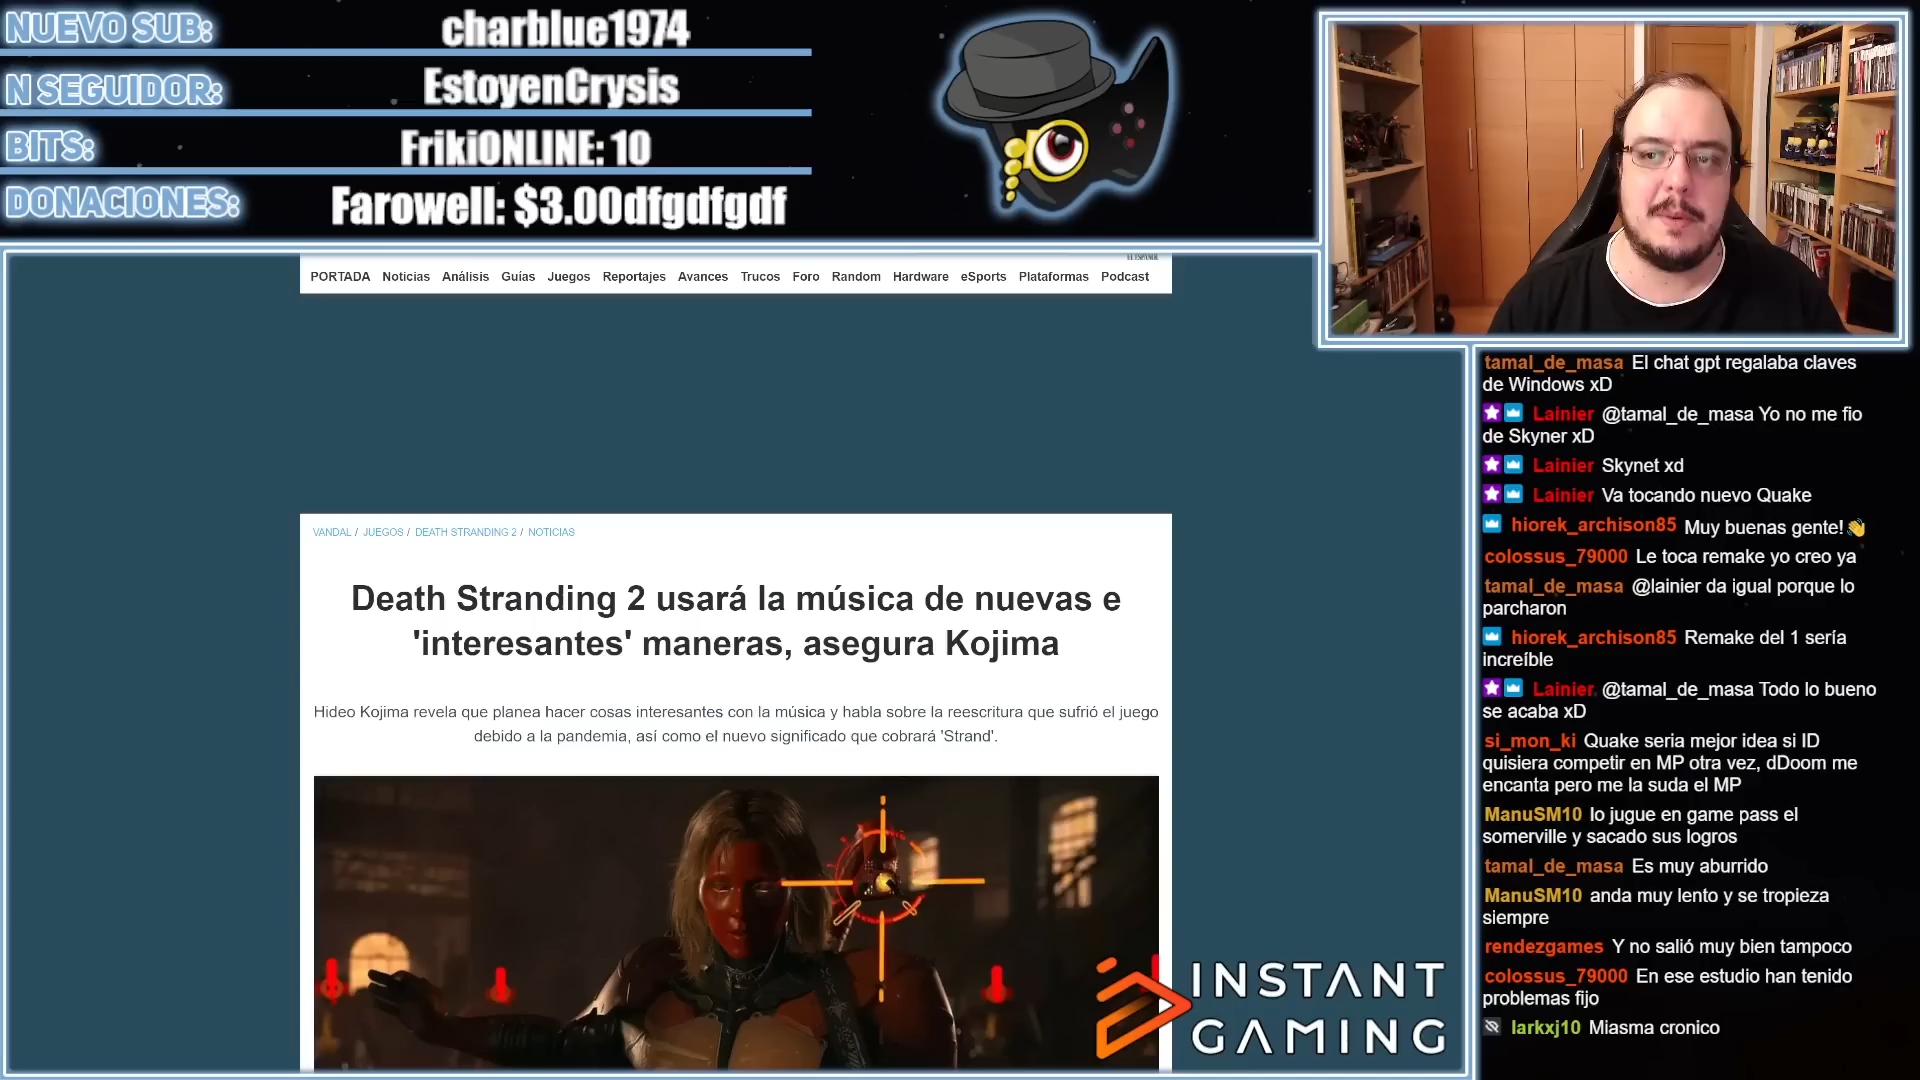 NUEVO SUB: charblue1974
N SEGUIDOR: EstoyenCrysis
BITS: FrikiONLINE: 10
DONACIONES: Farowell: $3.00dfgdfgdf
EL ESPAÑOL
PORTADA Noticias Análisis Guías Juegos Reportajes Avances Trucos Foro Random Hardware eSports Plataformas Podcast
VANDAL / JUEGOS / DEATH STRANDING 2 / NOTICIAS
Death Stranding 2 usará la música de nuevas e
'interesantes' maneras, asegura Kojima
Hideo Kojima revela que planea hacer cosas interesantes con la música y habla sobre la reescritura que sufrió el juego
debido a la pandemia, así como el nuevo significado que cobrará 'Strand'.
INSTANT
GAMING
tamal_de_masa El chat gpt regalaba claves
de Windows xD
Lainier @tamal_de_masa Yo no me fio
de Skyner xD
Lainier Skynet xd
Lainier Va tocando nuevo Quake
hiorek_archison85 Muy buenas gente!👋
colossus_79000 Le toca remake yo creo ya
tamal_de_masa @lainier da igual porque lo
parcharon
hiorek_archison85 Remake del 1 sería
increíble
Lainier @tamal_de_masa Todo lo bueno
se acaba xD
si_mon_ki Quake seria mejor idea si ID
quisiera competir en MP otra vez, dDoom me
encanta pero me la suda el MP
ManuSM10 lo jugue en game pass el
somerville y sacado sus logros
tamal_de_masa Es muy aburrido
ManuSM10 anda muy lento y se tropieza
siempre
rendezgames Y no salió muy bien tampoco
colossus_79000 En ese estudio han tenido
problemas fijo
larkxj10 Miasma cronico